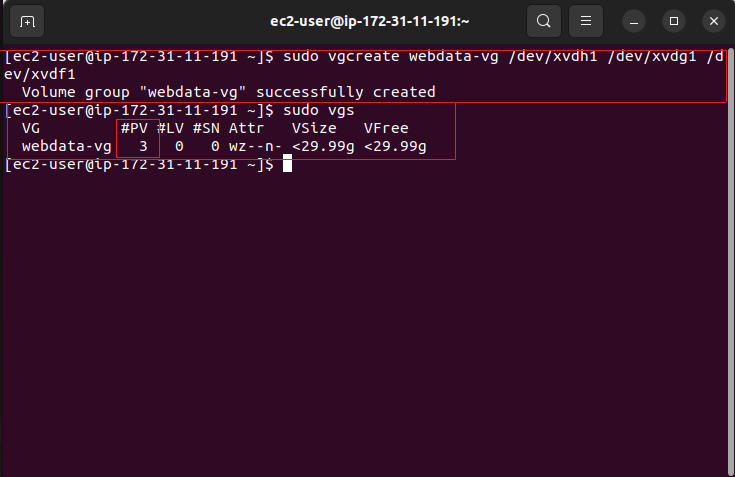 ec2-user@ip-172-31-11-191:~
[ec2-user@ip-172-31-11-191 ~]$ sudo vgcreate webdata-vg /dev/xvdh1 /dev/xvdg1 /d
ev/xvdf1
  Volume group "webdata-vg" successfully created
[ec2-user@ip-172-31-11-191 ~]$ sudo vgs
  VG         #PV #LV #SN Attr   VSize   VFree
  webdata-vg   3   0   0 wz--n- <29.99g <29.99g
[ec2-user@ip-172-31-11-191 ~]$